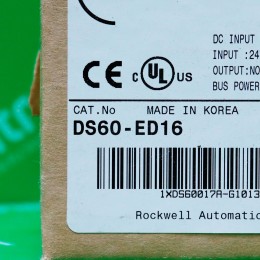 DC INPUT
INPUT :24
OUTPUT:NO
BUS POWER
CE c UL US
CAT.No MADE IN KOREA
DS60-ED16
1XDS60017A-G1013
Rockwell Automatic